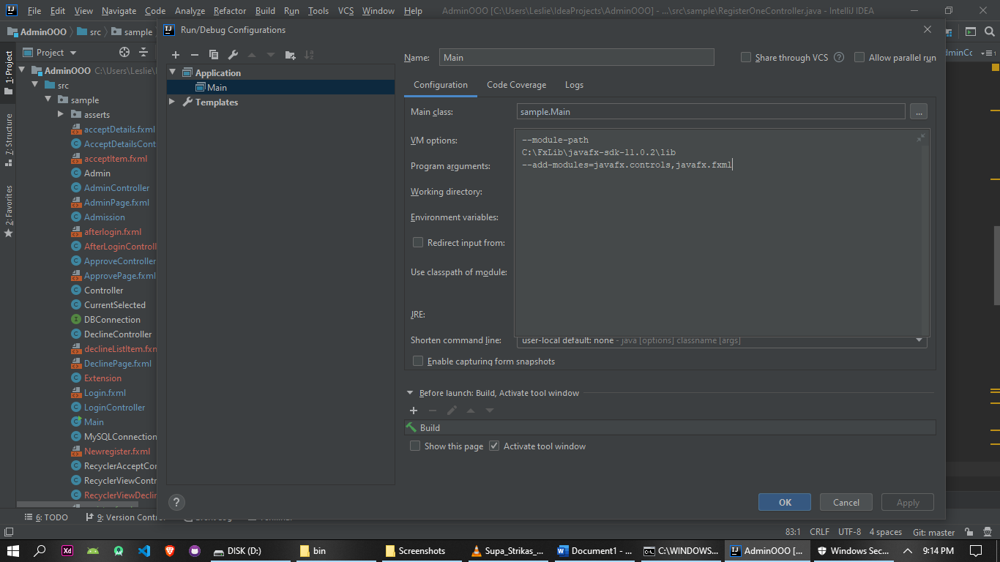 File Edit View Navigate Code Analyze Refactor Build Run Tools VCS Window Help AdminOOO [C:\Users\Leslie\IdeaProjects\AdminOOO] - ...\src\sample\RegisterOneController.java - IntelliJ IDEA
AdminOOO src sample
Run/Debug Configurations
1: Project
7: Structure
2: Favorites
Project
AdminOOO C:\Users\Leslie\
src
sample
asserts
acceptDetails.fxml
AcceptDetailsCont
acceptItem.fxml
Admin
AdminController
AdminPage.fxml
Admission
afterlogin.fxml
AfterLoginControll
ApproveController
ApprovePage.fxml
Controller
CurrentSelected
DBConnection
DeclineController
declineListItem.fxm
DeclinePage.fxml
Extension
Login.fxml
LoginController
Main
MySQLConnection
Newregister.fxml
RecyclerAcceptCor
RecyclerViewContr
RecyclerViewDeclir
Application
Main
Templates
Name: Main Share through VCS ? Allow parallel run
dminCc
Configuration Code Coverage Logs
Main class: sample.Main ...
VM options:
--module-path
C:\FxLib\javafx-sdk-11.0.2\lib
--add-modules=javafx.controls,javafx.fxml
Program arguments:
Working directory:
Environment variables:
Redirect input from:
Use classpath of module:
JRE:
Shorten command line: user-local default: none - java [options] classname [args]
Enable capturing form snapshots
Before launch: Build, Activate tool window
Build
Show this page Activate tool window
? OK Cancel Apply
6: TODO 9: Version Contr Event Log Terminal
83:1 CRLF UTF-8 4 spaces Git: master
Xd DISK (D:) bin Screenshots Supa_Strikas_... Document1 - ... C:\WINDOWS... AdminOOO [... Windows Sec... 9:14 PM